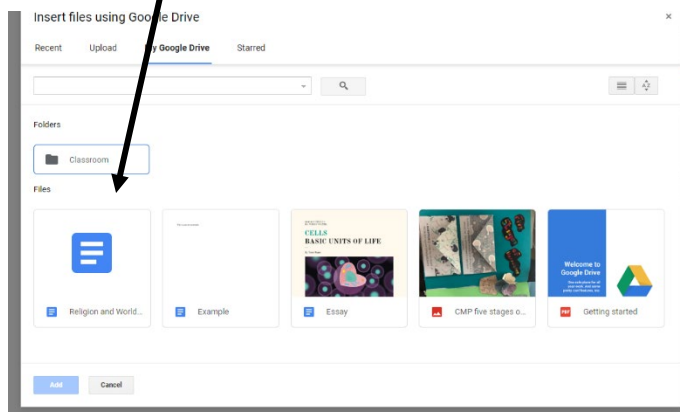 Insert files using Google Drive
×
Recent Upload My Google Drive Starred
Folders
Classroom
Files
CELLS
BASIC UNITS OF LIFE
Welcome to
Google Drive
Religion and World... Example Essay CMP five stages o... PDF Getting started
Add Cancel